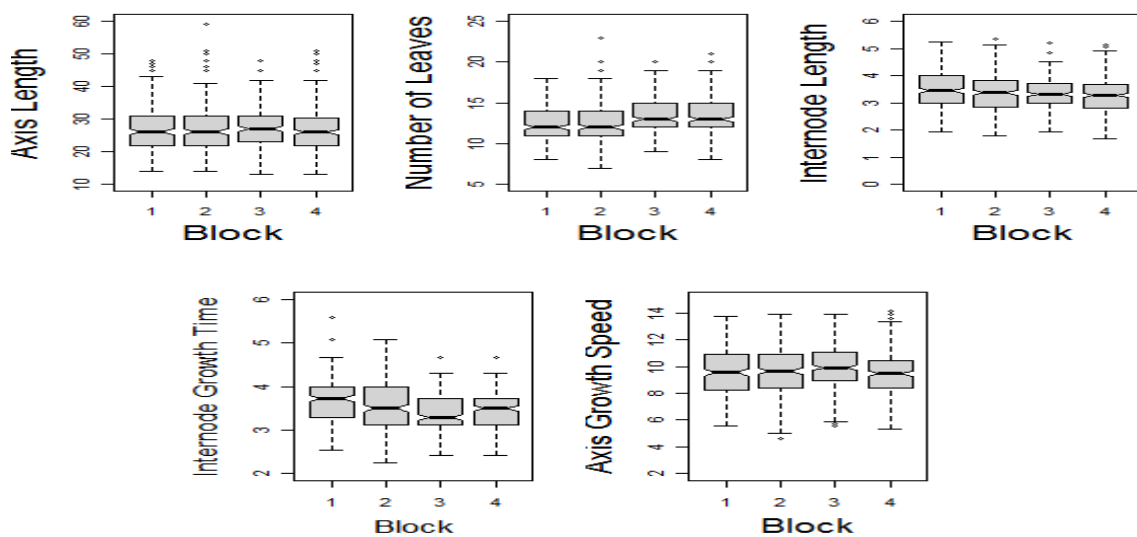 Axis Length
10 20 30 40 50 60
1 2 3 4
Block
Number of Leaves
5 10 15 20 25
1 2 3 4
Block
Internode Length
0 1 2 3 4 5 6
1 2 3 4
Block
Internode Growth Time
2 3 4 5 6
1 2 3 4
Block
Axis Growth Speed
2 4 6 8 10 12 14
1 2 3 4
Block